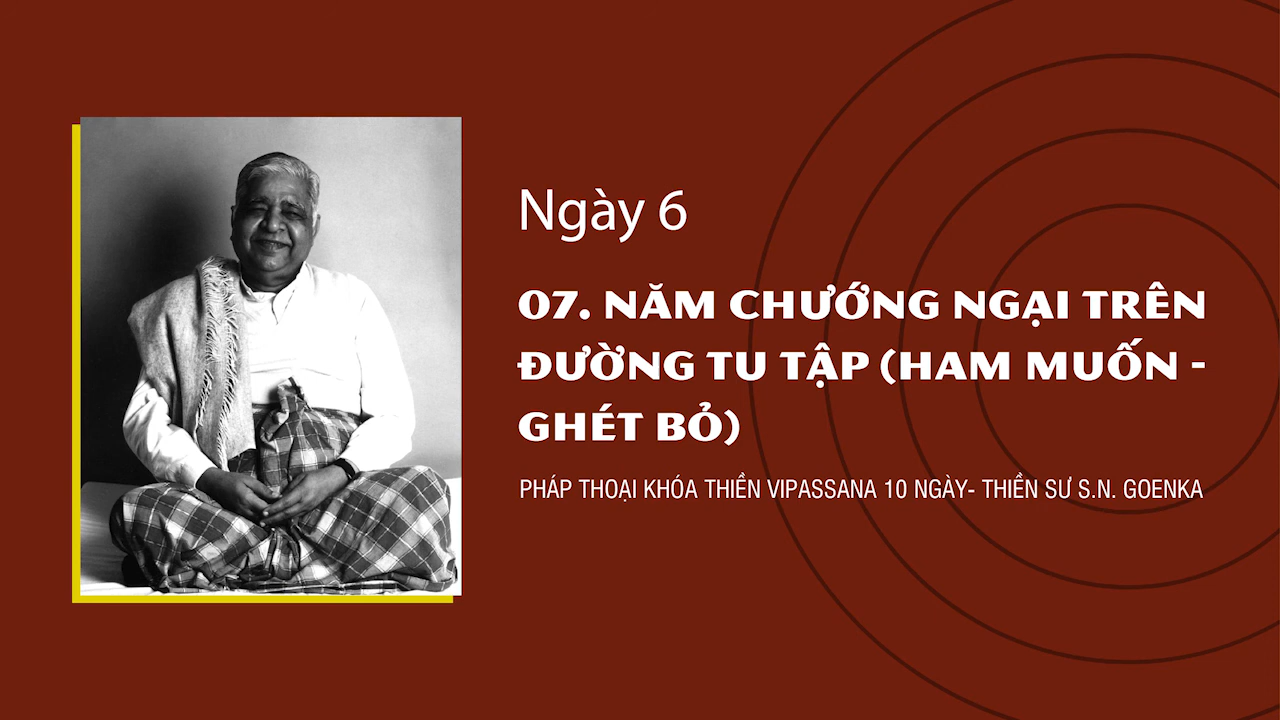 Ngày 6
07. NĂM CHƯỚNG NGẠI TRÊN
ĐƯỜNG TU TẬP (HAM MUỐN -
GHÉT BỎ)
PHÁP THOẠI KHÓA THIỀN VIPASSANA 10 NGÀY- THIỀN SƯ S.N. GOENKA